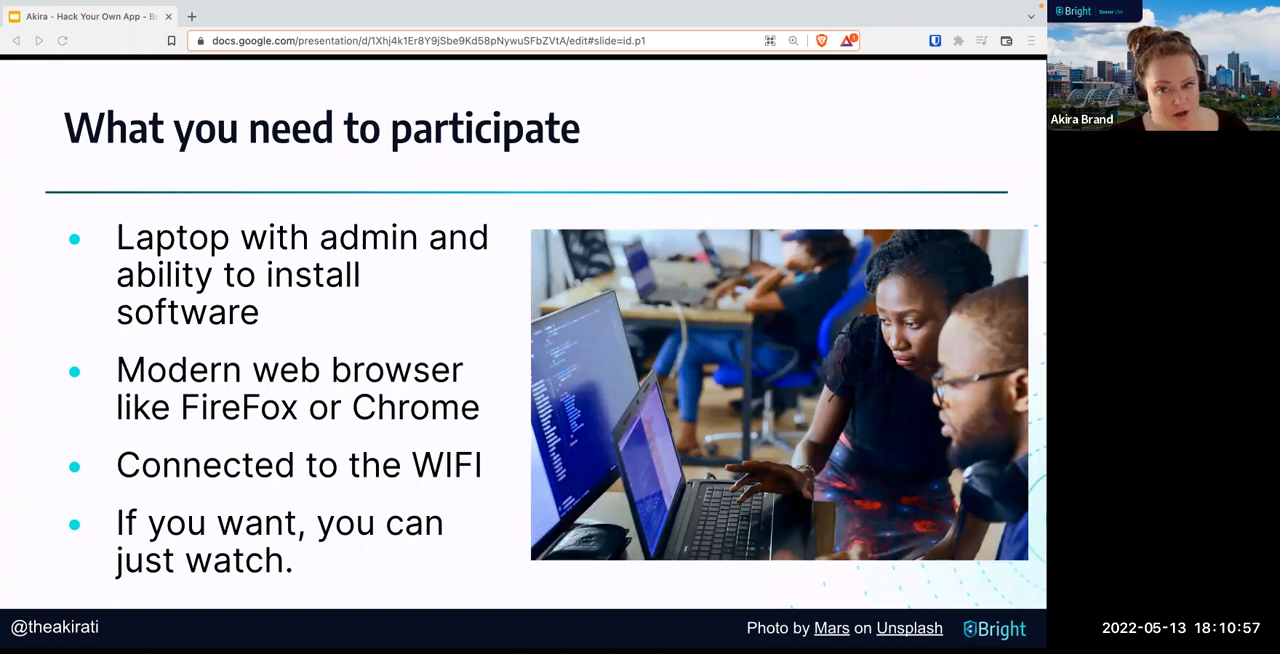 Akira - Hack Your Own App - B
docs.google.com/presentation/d/1Xhj4k1Er8Y9jSbe9Kd58pNywuSFbZVtA/edit#slide=id.p1
Bright
Denver USA
Akira Brand
What you need to participate
Laptop with admin and
ability to install
software
Modern web browser
like FireFox or Chrome
Connected to the WIFI
If you want, you can
just watch.
@theakirati
Photo by Mars on Unsplash
Bright
2022-05-13 18:10:57